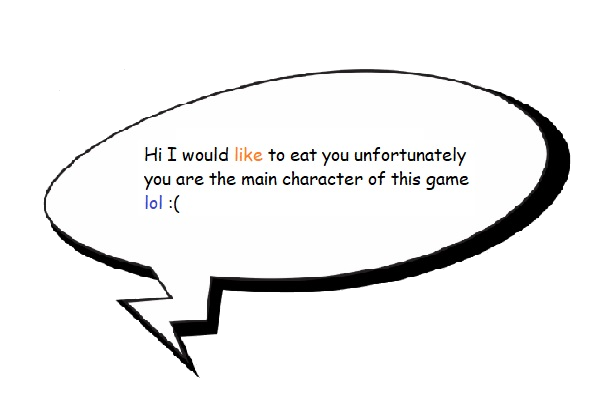 Hi I would like to eat you unfortunately
you are the main character of this game
lol :(